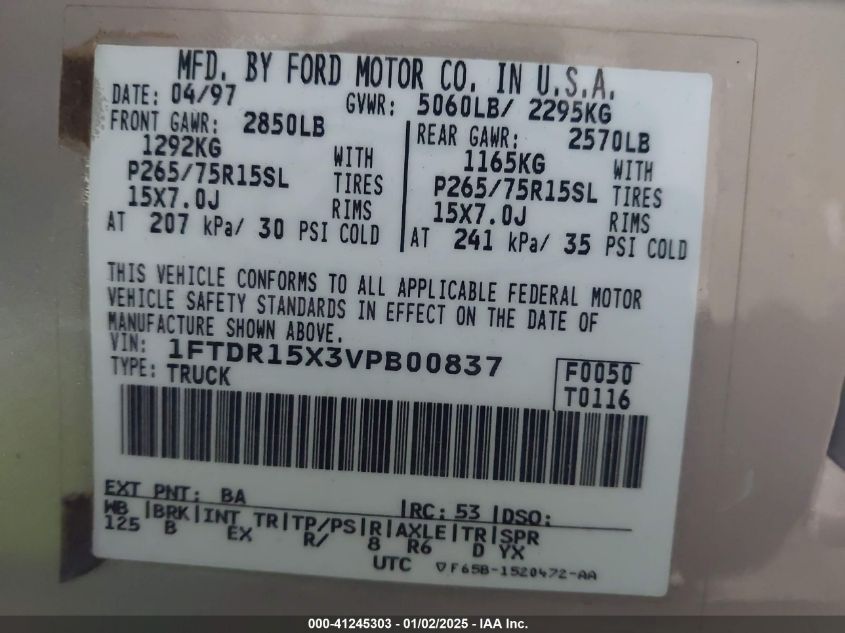 MFD. BY FORD MOTOR CO. IN U.S.A.
DATE: 04/97 GVWR: 5060LB/ 2295KG
FRONT GAWR: 2850LB REAR GAWR: 2570LB
1292KG WITH 1165KG WITH
P265/75R15SL TIRES P265/75R15SL TIRES
15X7.0J RIMS 15X7.0J RIMS
AT 207 kPa/ 30 PSI COLD AT 241 kPa/ 35 PSI COLD
THIS VEHICLE CONFORMS TO ALL APPLICABLE FEDERAL MOTOR
VEHICLE SAFETY STANDARDS IN EFFECT ON THE DATE OF
MANUFACTURE SHOWN ABOVE.
VIN: 1FTDR15X3VPB00837
TYPE: TRUCK
F0050
T0116
EXT PNT: BA RC: 53 DSO:
WB BRK INT TR TP/PS R AXLE TR SPR
125 B EX R/ 8 R6 D YX
UTC ▽F65B-1520472-AA
000-41245303 - 01/02/2025 - IAA Inc.